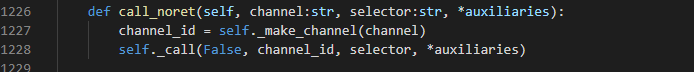 1226 def call_noret(self, channel:str, selector:str, *auxiliaries):
1227 channel_id = self._make_channel(channel)
1228 self._call(False, channel_id, selector, *auxiliaries)
1229